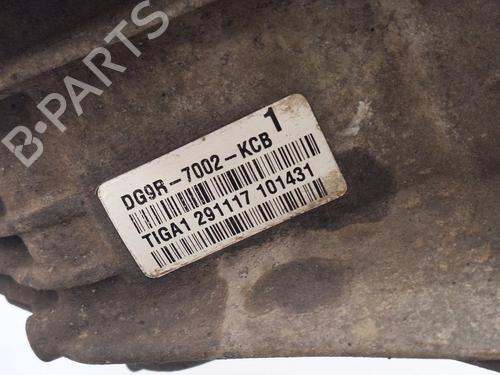 B-PARTS
1
DG9R-7002-KCB
TIGA1 291117 101431